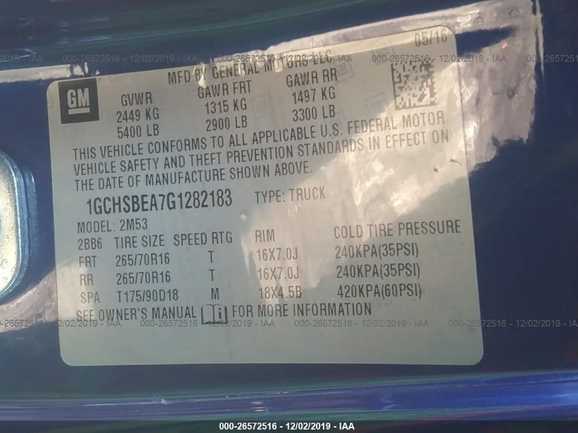 05/16
MFD BY GENERAL MOTORS LLC
GM
GVWR GAWR FRT GAWR RR
2449 KG 1315 KG 1497 KG
5400 LB 2900 LB 3300 LB
THIS VEHICLE CONFORMS TO ALL APPLICABLE U.S. FEDERAL MOTOR
VEHICLE SAFETY AND THEFT PREVENTION STANDARDS IN EFFECT ON
THE DATE OF MANUFACTURE SHOWN ABOVE.
1GCHSBEA7G1282183 TYPE: TRUCK
MODEL: 2M53
2BB6 TIRE SIZE SPEED RTG RIM COLD TIRE PRESSURE
FRT 265/70R16 T 16X7.0J 240KPA(35PSI)
RR 265/70R16 T 16X7.0J 240KPA(35PSI)
SPA T175/90D18 M 18X4.5B 420KPA(60PSI)
SEE OWNER'S MANUAL FOR MORE INFORMATION
000-26572516 - 12/02/2019 - IAA